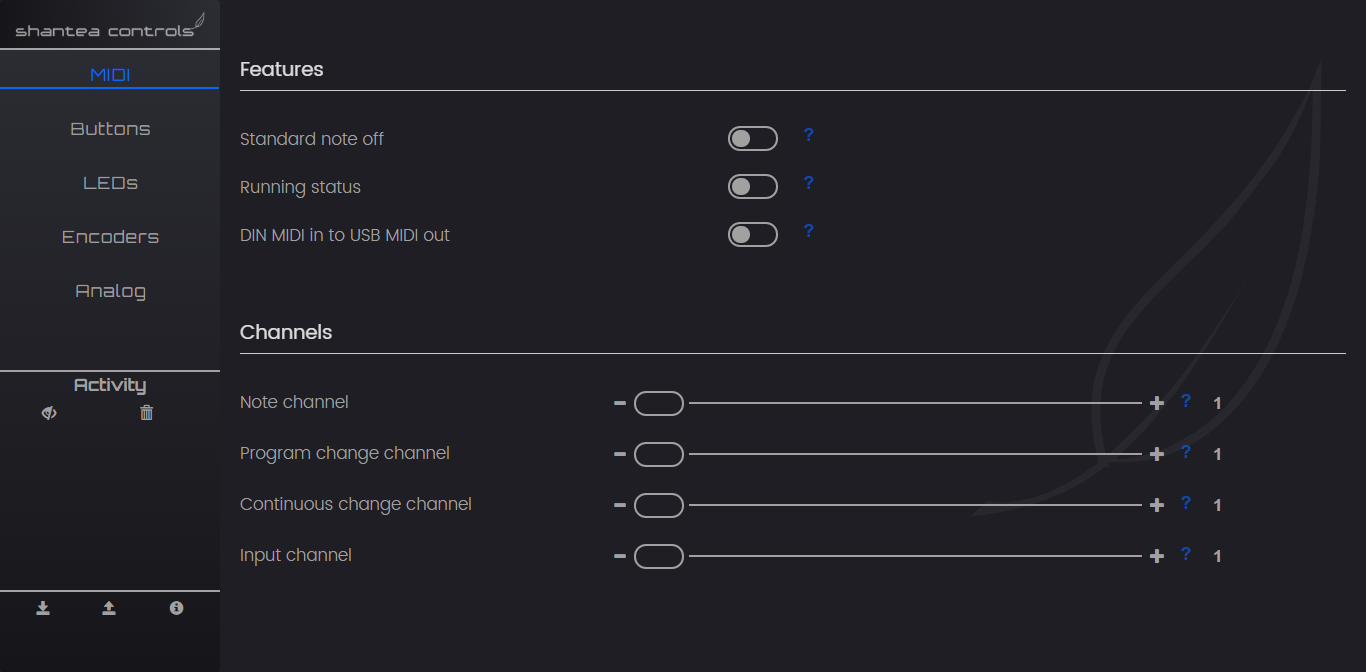 shantea controls
MIDI
Buttons
LEDs
Encoders
Analog
Activity
Features
Standard note off ?
Running status ?
DIN MIDI in to USB MIDI out ?
Channels
Note channel - + ? 1
Program change channel - + ? 1
Continuous change channel - + ? 1
Input channel - + ? 1